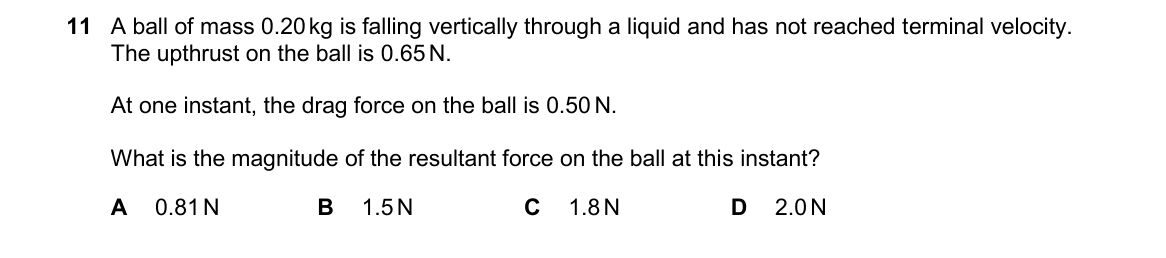 11 A ball of mass 0.20 kg is falling vertically through a liquid and has not reached terminal velocity.
The upthrust on the ball is 0.65 N.
At one instant, the drag force on the ball is 0.50 N.
What is the magnitude of the resultant force on the ball at this instant?
A 0.81 N B 1.5 N C 1.8 N D 2.0 N